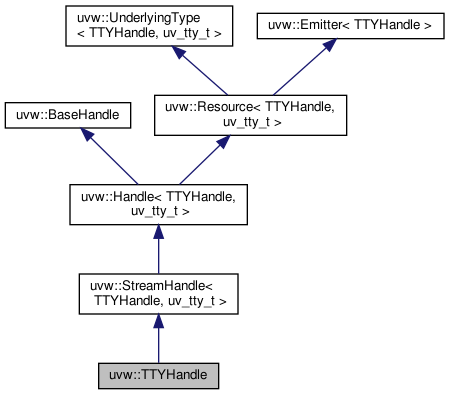 uvw::UnderlyingType
< TTYHandle, uv_tty_t >
uvw::Emitter< TTYHandle >
uvw::BaseHandle
uvw::Resource< TTYHandle,
uv_tty_t >
uvw::Handle< TTYHandle,
uv_tty_t >
uvw::StreamHandle<
TTYHandle, uv_tty_t >
uvw::TTYHandle